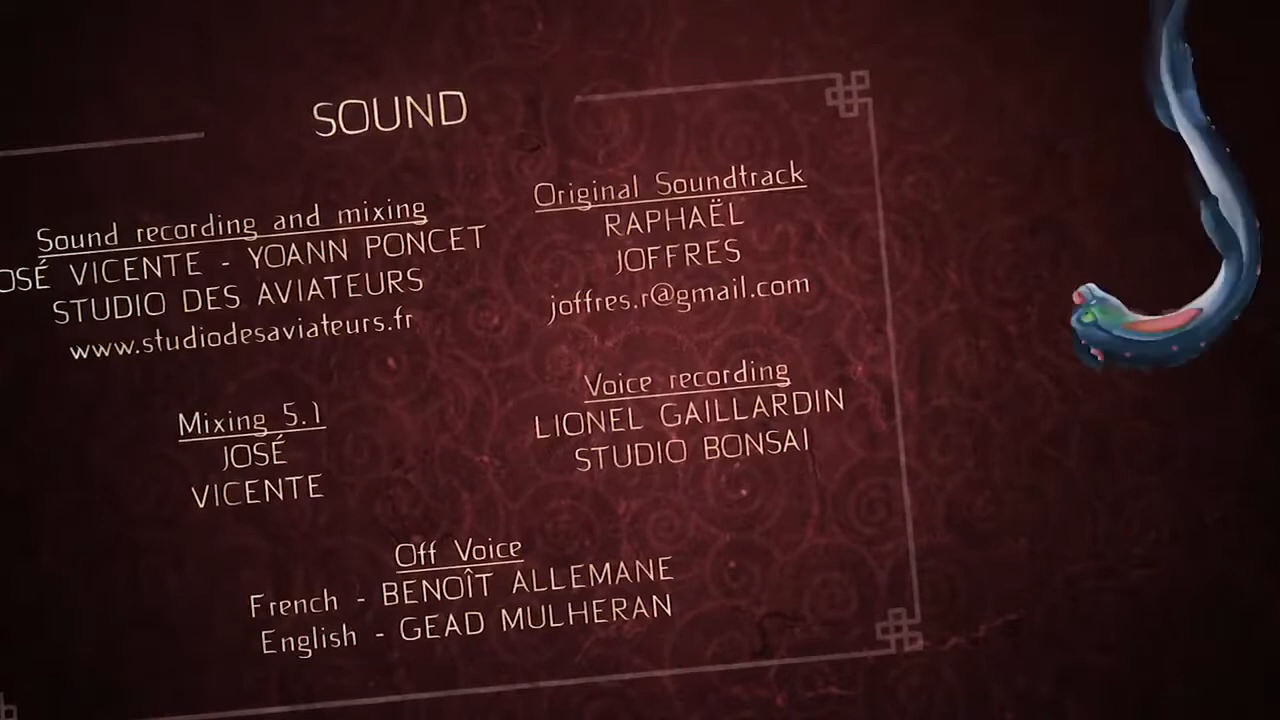 SOUND
Sound recording and mixing
OSÉ VICENTE - YOANN PONCET
STUDIO DES AVIATEURS
www.studiodesaviateurs.fr
Original Soundtrack
RAPHAËL
JOFFRES
joffres.r@gmail.com
Mixing 5.1
JOSÉ
VICENTE
Voice recording
LIONEL GAILLARDIN
STUDIO BONSAI
Off Voice
French - BENOÎT ALLEMANE
English - GEAD MULHERAN